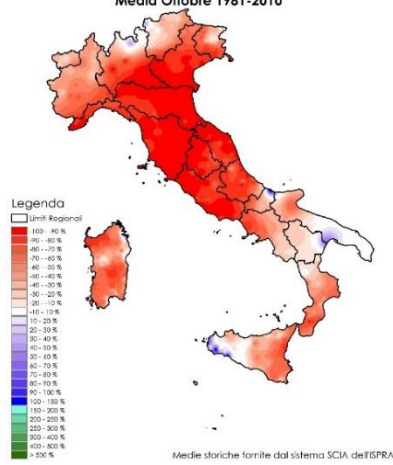 Media Ottobre 1981-2010
Legenda
Limiti Regionali
-100 - -90 %
-90 - -80 %
-80 - -70 %
-70 - -60 %
-60 - -50 %
-50 - -40 %
-40 - -30 %
-30 - -20 %
-20 - -10 %
-10 - 10 %
10 - 20 %
20 - 30 %
30 - 40 %
40 - 50 %
50 - 60 %
60 - 70 %
70 - 80 %
80 - 90 %
90 - 100 %
100 - 150 %
150 - 200 %
200 - 250 %
250 - 300 %
300 - 400 %
400 - 500 %
> 500 %
Medie storiche fornite dal sistema SCIA dell'ISPRA